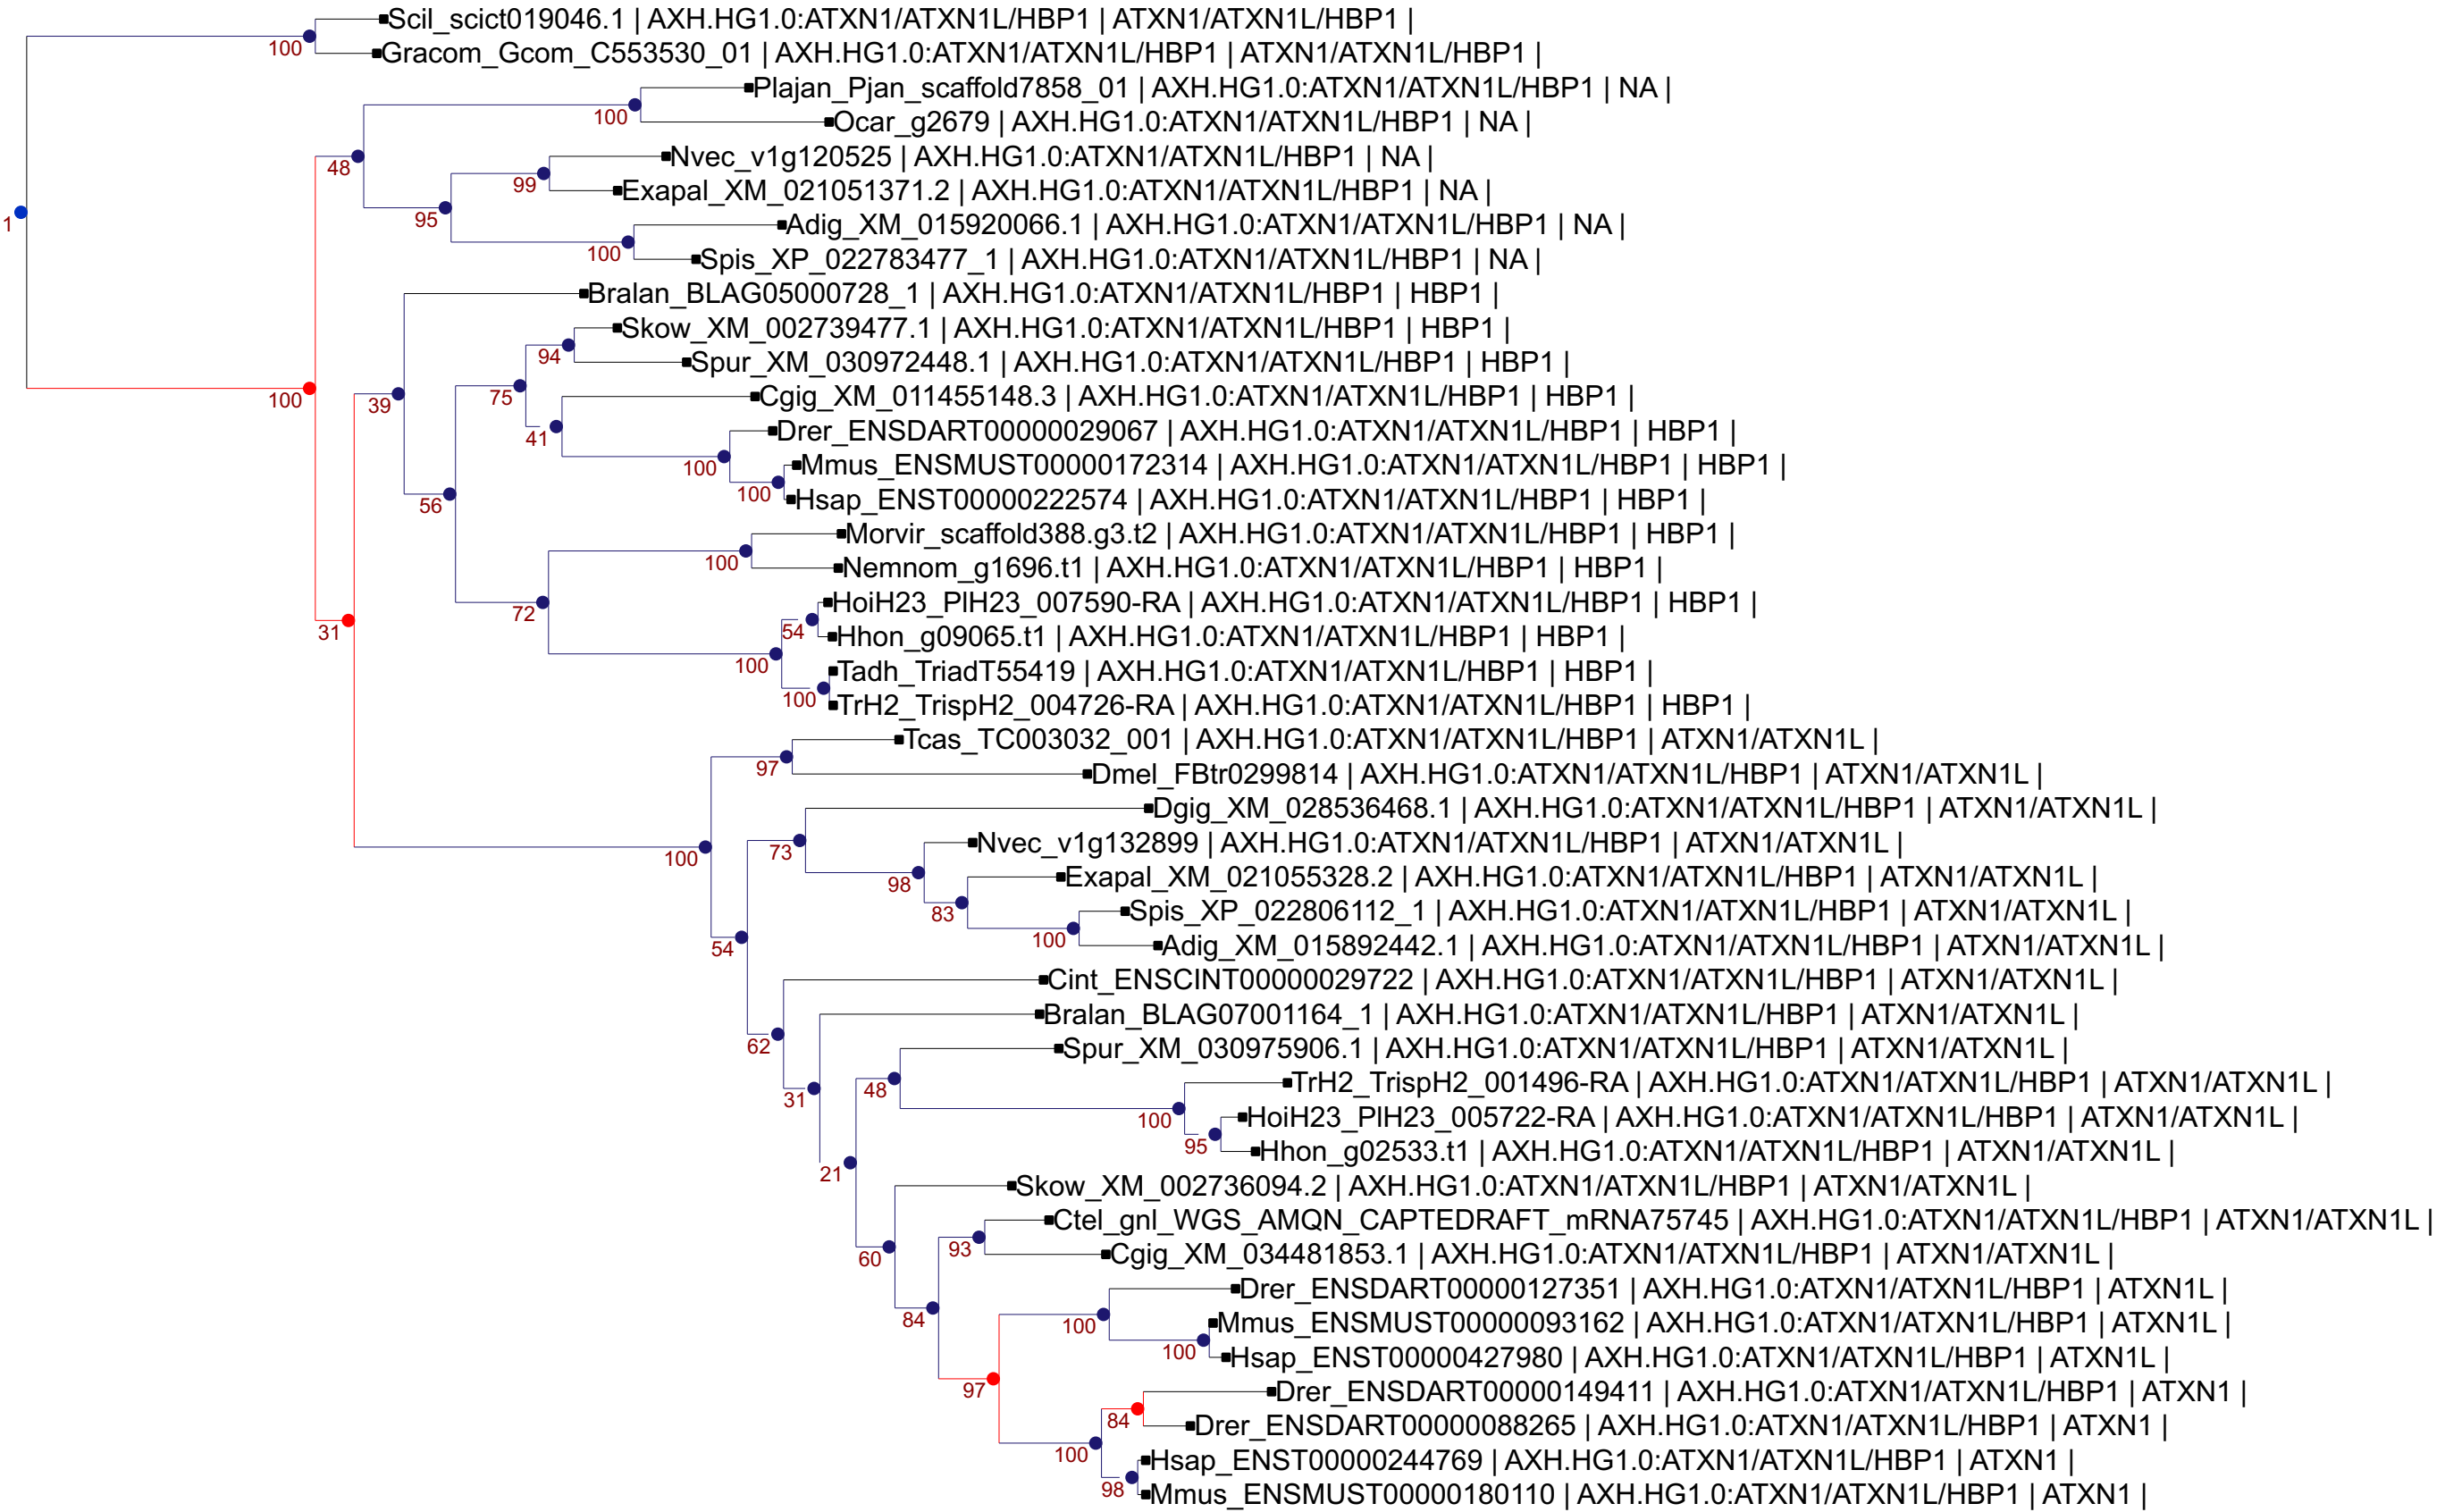 Scil_scict019046.1 | AXH.HG1.0:ATXN1/ATXN1L/HBP1 | ATXN1/ATXN1L/HBP1 |
100
Gracom_Gcom_C553530_01 | AXH.HG1.0:ATXN1/ATXN1L/HBP1 | ATXN1/ATXN1L/HBP1 |
Plajan_Pjan_scaffold7858_01 | AXH.HG1.0:ATXN1/ATXN1L/HBP1 | NA |
100
Ocar_g2679 | AXH.HG1.0:ATXN1/ATXN1L/HBP1 | NA |
Nvec_v1g120525 | AXH.HG1.0:ATXN1/ATXN1L/HBP1 | NA |
48
99
Exapal_XM_021051371.2 | AXH.HG1.0:ATXN1/ATXN1L/HBP1 | NA |
95
1
Adig_XM_015920066.1 | AXH.HG1.0:ATXN1/ATXN1L/HBP1 | NA |
100
Spis_XP_022783477_1 | AXH.HG1.0:ATXN1/ATXN1L/HBP1 | NA |
Bralan_BLAG05000728_1 | AXH.HG1.0:ATXN1/ATXN1L/HBP1 | HBP1 |
Skow_XM_002739477.1 | AXH.HG1.0:ATXN1/ATXN1L/HBP1 | HBP1 |
94
Spur_XM_030972448.1 | AXH.HG1.0:ATXN1/ATXN1L/HBP1 | HBP1 |
100
39
75
Cgig_XM_011455148.3 | AXH.HG1.0:ATXN1/ATXN1L/HBP1 | HBP1 |
41
Drer_ENSDART00000029067 | AXH.HG1.0:ATXN1/ATXN1L/HBP1 | HBP1 |
100
Mmus_ENSMUST00000172314 | AXH.HG1.0:ATXN1/ATXN1L/HBP1 | HBP1 |
100
Hsap_ENST00000222574 | AXH.HG1.0:ATXN1/ATXN1L/HBP1 | HBP1 |
56
Morvir_scaffold388.g3.t2 | AXH.HG1.0:ATXN1/ATXN1L/HBP1 | HBP1 |
100
Nemnom_g1696.t1 | AXH.HG1.0:ATXN1/ATXN1L/HBP1 | HBP1 |
72
HoiH23_PlH23_007590-RA | AXH.HG1.0:ATXN1/ATXN1L/HBP1 | HBP1 |
31
54
Hhon_g09065.t1 | AXH.HG1.0:ATXN1/ATXN1L/HBP1 | HBP1 |
100
Tadh_TriadT55419 | AXH.HG1.0:ATXN1/ATXN1L/HBP1 | HBP1 |
100
TrH2_TrispH2_004726-RA | AXH.HG1.0:ATXN1/ATXN1L/HBP1 | HBP1 |
Tcas_TC003032_001 | AXH.HG1.0:ATXN1/ATXN1L/HBP1 | ATXN1/ATXN1L |
97
Dmel_FBtr0299814 | AXH.HG1.0:ATXN1/ATXN1L/HBP1 | ATXN1/ATXN1L |
Dgig_XM_028536468.1 | AXH.HG1.0:ATXN1/ATXN1L/HBP1 | ATXN1/ATXN1L |
100
73
Nvec_v1g132899 | AXH.HG1.0:ATXN1/ATXN1L/HBP1 | ATXN1/ATXN1L |
98
Exapal_XM_021055328.2 | AXH.HG1.0:ATXN1/ATXN1L/HBP1 | ATXN1/ATXN1L |
83
Spis_XP_022806112_1 | AXH.HG1.0:ATXN1/ATXN1L/HBP1 | ATXN1/ATXN1L |
54
100
Adig_XM_015892442.1 | AXH.HG1.0:ATXN1/ATXN1L/HBP1 | ATXN1/ATXN1L |
Cint_ENSCINT00000029722 | AXH.HG1.0:ATXN1/ATXN1L/HBP1 | ATXN1/ATXN1L |
Bralan_BLAG07001164_1 | AXH.HG1.0:ATXN1/ATXN1L/HBP1 | ATXN1/ATXN1L |
62
Spur_XM_030975906.1 | AXH.HG1.0:ATXN1/ATXN1L/HBP1 | ATXN1/ATXN1L |
31
48
TrH2_TrispH2_001496-RA | AXH.HG1.0:ATXN1/ATXN1L/HBP1 | ATXN1/ATXN1L |
100
HoiH23_PlH23_005722-RA | AXH.HG1.0:ATXN1/ATXN1L/HBP1 | ATXN1/ATXN1L |
95
Hhon_g02533.t1 | AXH.HG1.0:ATXN1/ATXN1L/HBP1 | ATXN1/ATXN1L |
21
Skow_XM_002736094.2 | AXH.HG1.0:ATXN1/ATXN1L/HBP1 | ATXN1/ATXN1L |
Ctel_gnl_WGS_AMQN_CAPTEDRAFT_mRNA75745 | AXH.HG1.0:ATXN1/ATXN1L/HBP1 | ATXN1/ATXN1L |
93
60
Cgig_XM_034481853.1 | AXH.HG1.0:ATXN1/ATXN1L/HBP1 | ATXN1/ATXN1L |
Drer_ENSDART00000127351 | AXH.HG1.0:ATXN1/ATXN1L/HBP1 | ATXN1L |
84
100
Mmus_ENSMUST00000093162 | AXH.HG1.0:ATXN1/ATXN1L/HBP1 | ATXN1L |
100
Hsap_ENST00000427980 | AXH.HG1.0:ATXN1/ATXN1L/HBP1 | ATXN1L |
97
Drer_ENSDART00000149411 | AXH.HG1.0:ATXN1/ATXN1L/HBP1 | ATXN1 |
84
Drer_ENSDART00000088265 | AXH.HG1.0:ATXN1/ATXN1L/HBP1 | ATXN1 |
100
Hsap_ENST00000244769 | AXH.HG1.0:ATXN1/ATXN1L/HBP1 | ATXN1 |
98
Mmus_ENSMUST00000180110 | AXH.HG1.0:ATXN1/ATXN1L/HBP1 | ATXN1 |